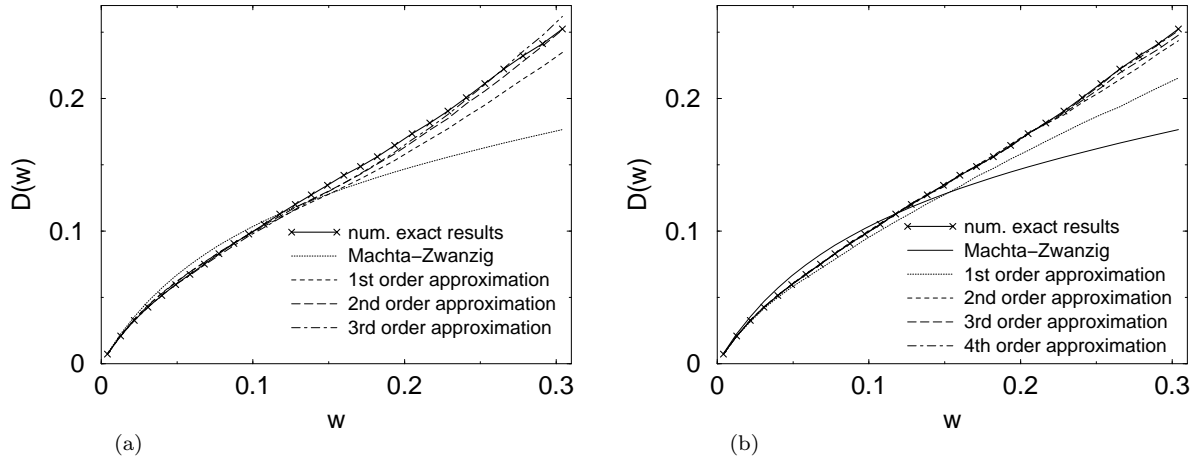 D(w)
0.2
0.1
0
0
0.1
0.2
0.3
w
num. exact results
Machta−Zwanzig
1st order approximation
2nd order approximation
3rd order approximation
(a)
D(w)
0.2
0.1
0
0
0.1
0.2
0.3
w
num. exact results
Machta−Zwanzig
1st order approximation
2nd order approximation
3rd order approximation
4th order approximation
(b)